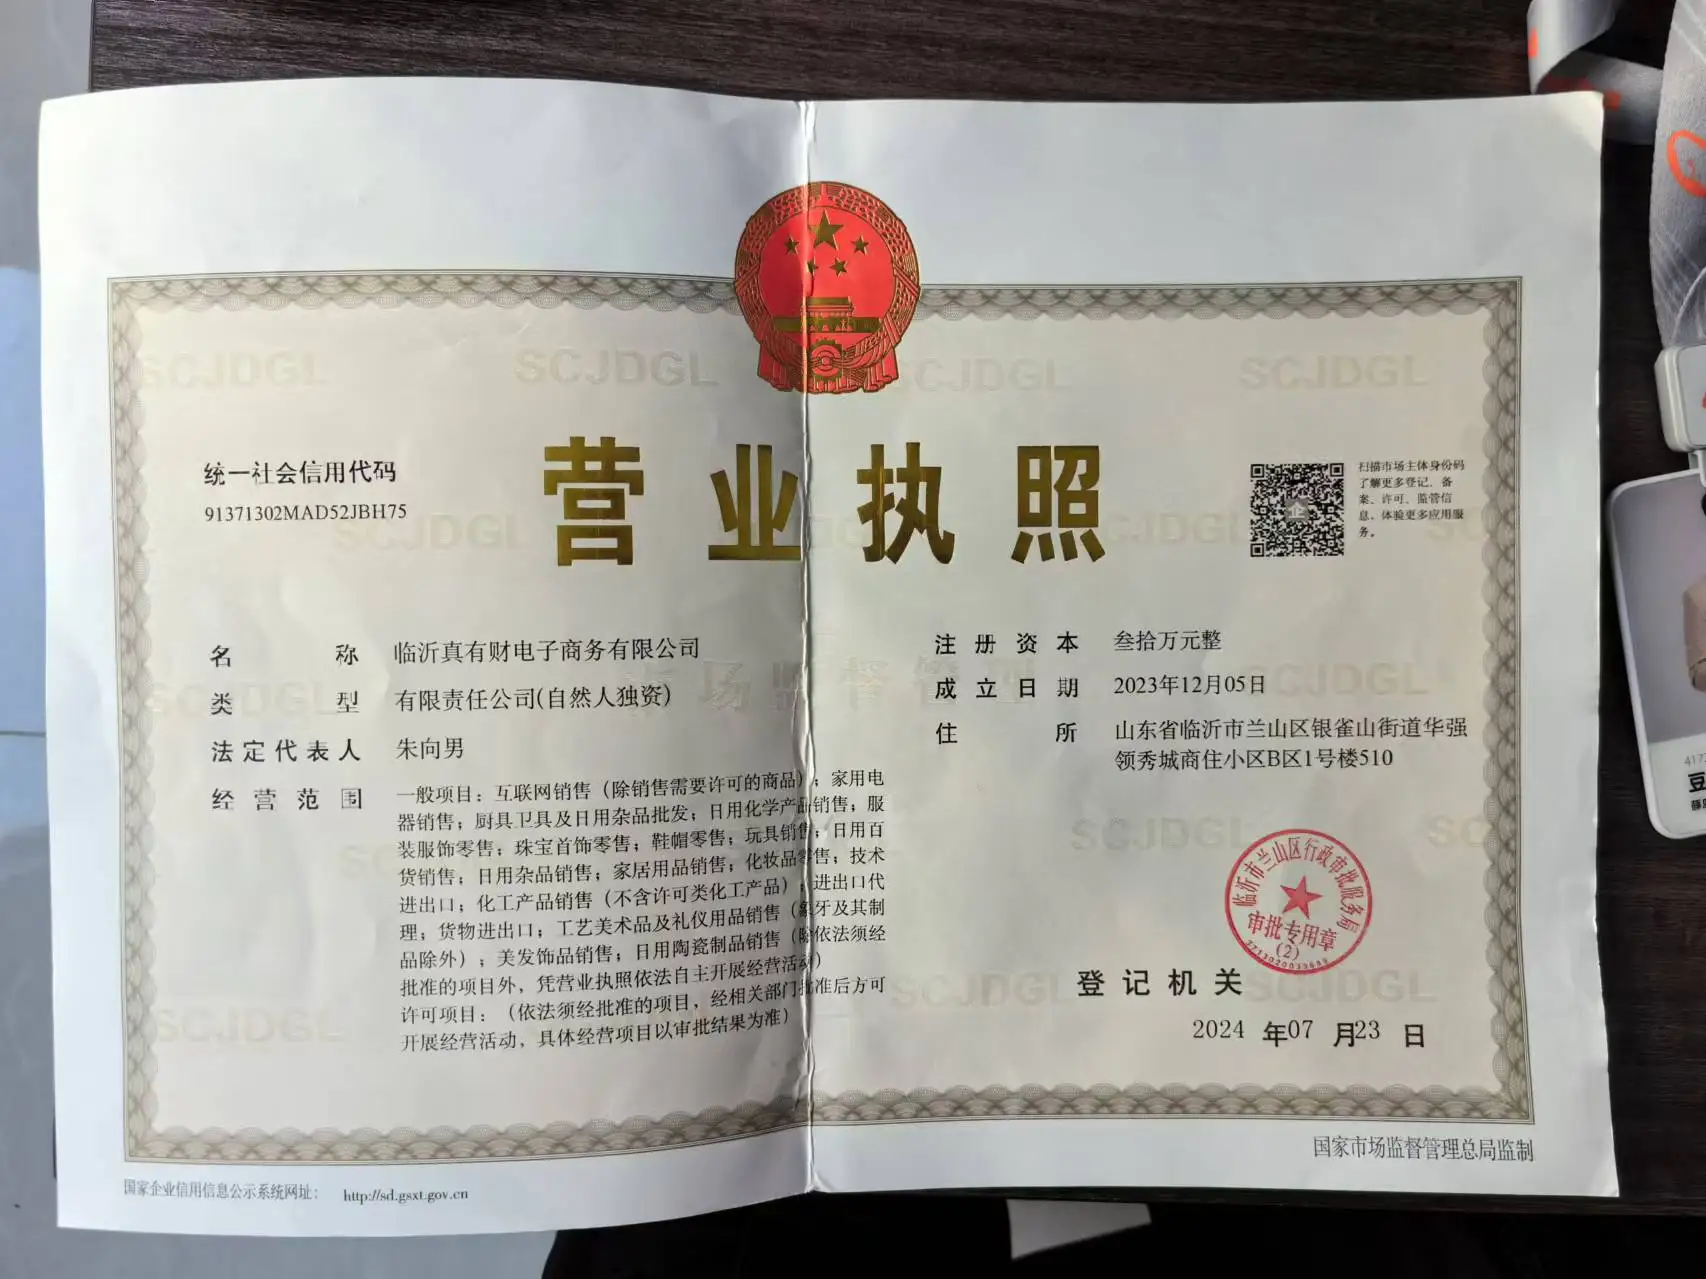 营业执照
统一社会信用代码
91371302MAD52JBH75
扫描市场主体身份码
了解更多登记、备
案、许可、监管信
息，体验更多应用服
务。
名称 临沂真有财电子商务有限公司
类型 有限责任公司(自然人独资)
法定代表人 朱向男
经营范围 一般项目：互联网销售（除销售需要许可的商品）；家用电
器销售；厨具卫具及日用杂品批发；日用化学产品销售；服
装服饰零售；珠宝首饰零售；鞋帽零售；玩具销售；日用百
货销售；日用杂品销售；家居用品销售；化妆品零售；技术
进出口；化工产品销售（不含许可类化工产品）；进出口代
理；货物进出口；工艺美术品及礼仪用品销售（象牙及其制
品除外）；美发饰品销售；日用陶瓷制品销售（除依法须经
批准的项目外，凭营业执照依法自主开展经营活动）
许可项目：（依法须经批准的项目，经相关部门批准后方可
开展经营活动，具体经营项目以审批结果为准）
注册资本 叁拾万元整
成立日期 2023年12月05日
住所 山东省临沂市兰山区银雀山街道华强
领秀城商住小区B区1号楼510
临沂市兰山区行政审批服务局
审批专用章
(2)
登记机关
2024 年07 月23 日
国家企业信用信息公示系统网址： http://sd.gsxt.gov.cn
国家市场监督管理总局监制
SCJDGL
市场监督管理